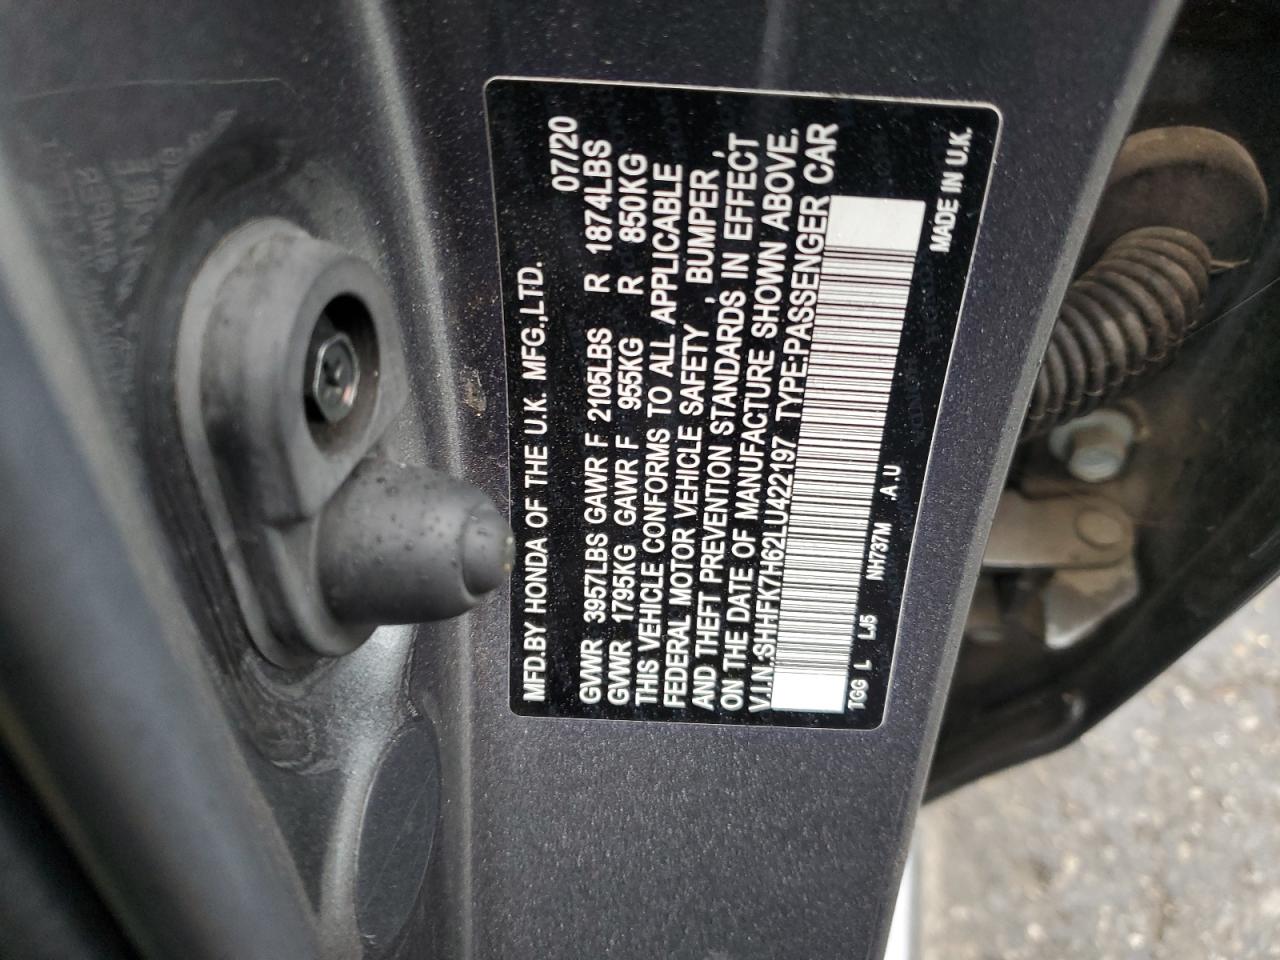 MFD.BY HONDA OF THE U.K. MFG.,LTD. 07/20
GVWR 3957LBS GAWR F 2105LBS R 1874LBS
GVWR 1795KG GAWR F 955KG R 850KG
THIS VEHICLE CONFORMS TO ALL APPLICABLE
FEDERAL MOTOR VEHICLE SAFETY , BUMPER ,
AND THEFT PREVENTION STANDARDS IN EFFECT
ON THE DATE OF MANUFACTURE SHOWN ABOVE.
V.I.N.:SHHFK7H62LU422197 TYPE:PASSENGER CAR
TGG L LJ5 NH737M .A.U MADE IN U.K.